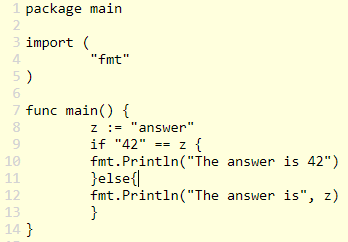 1 package main
2
3 import (
4         "fmt"
5 )
6
7 func main() {
8         z := "answer"
9         if "42" == z {
10         fmt.Println("The answer is 42")
11         }else{
12         fmt.Println("The answer is", z)
13         }
14 }